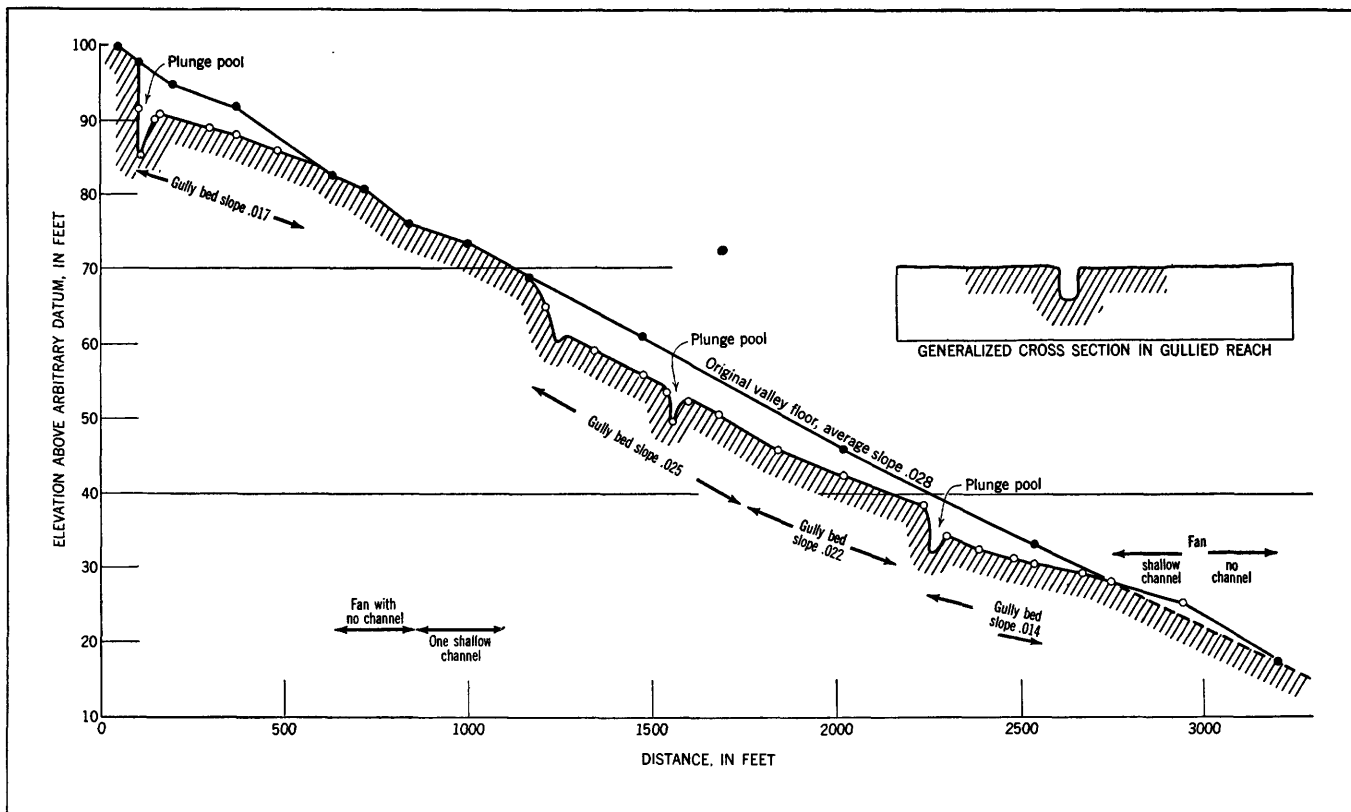 100
90
80
70
60
50
40
30
20
10
ELEVATION ABOVE ARBITRARY DATUM, IN FEET
Plunge pool
Gully bed slope .017
Plunge pool
Original valley floor, average slope .028
GENERALIZED CROSS SECTION IN GULLIED REACH
Gully bed slope .025
Gully bed
slope .022
Plunge pool
Fan
shallow
channel
no
channel
Gully bed
slope .014
Fan with
no channel
One shallow
channel
0
500
1000
1500
2000
2500
3000
DISTANCE, IN FEET